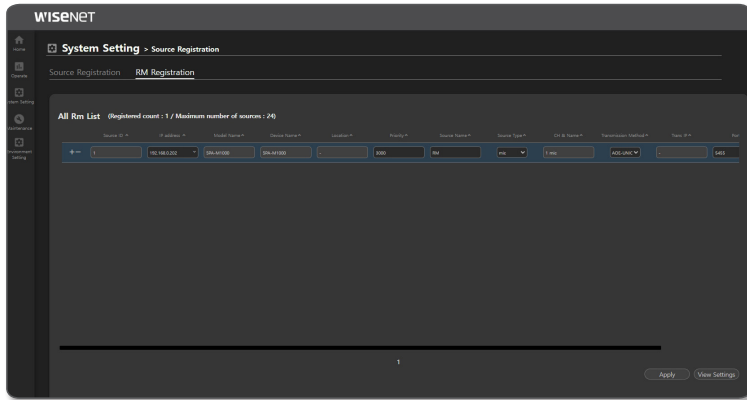 WISENET
Home
System Setting > Source Registration
Operate
Source Registration RM Registration
System Setting
All Rm List (Registered count : 1 / Maximum number of sources : 24)
Maintenance
Source ID IP address Model Name Device Name Location Priority Source Name Source Type CH & Name Transmission Method Trans. IP Port
Environment Setting
1 192.168.0.202 SPA-M1000 SPA-M1000 - 3000 RM mic 1: mic AOE-UNIC - 5455
1
Apply View Settings